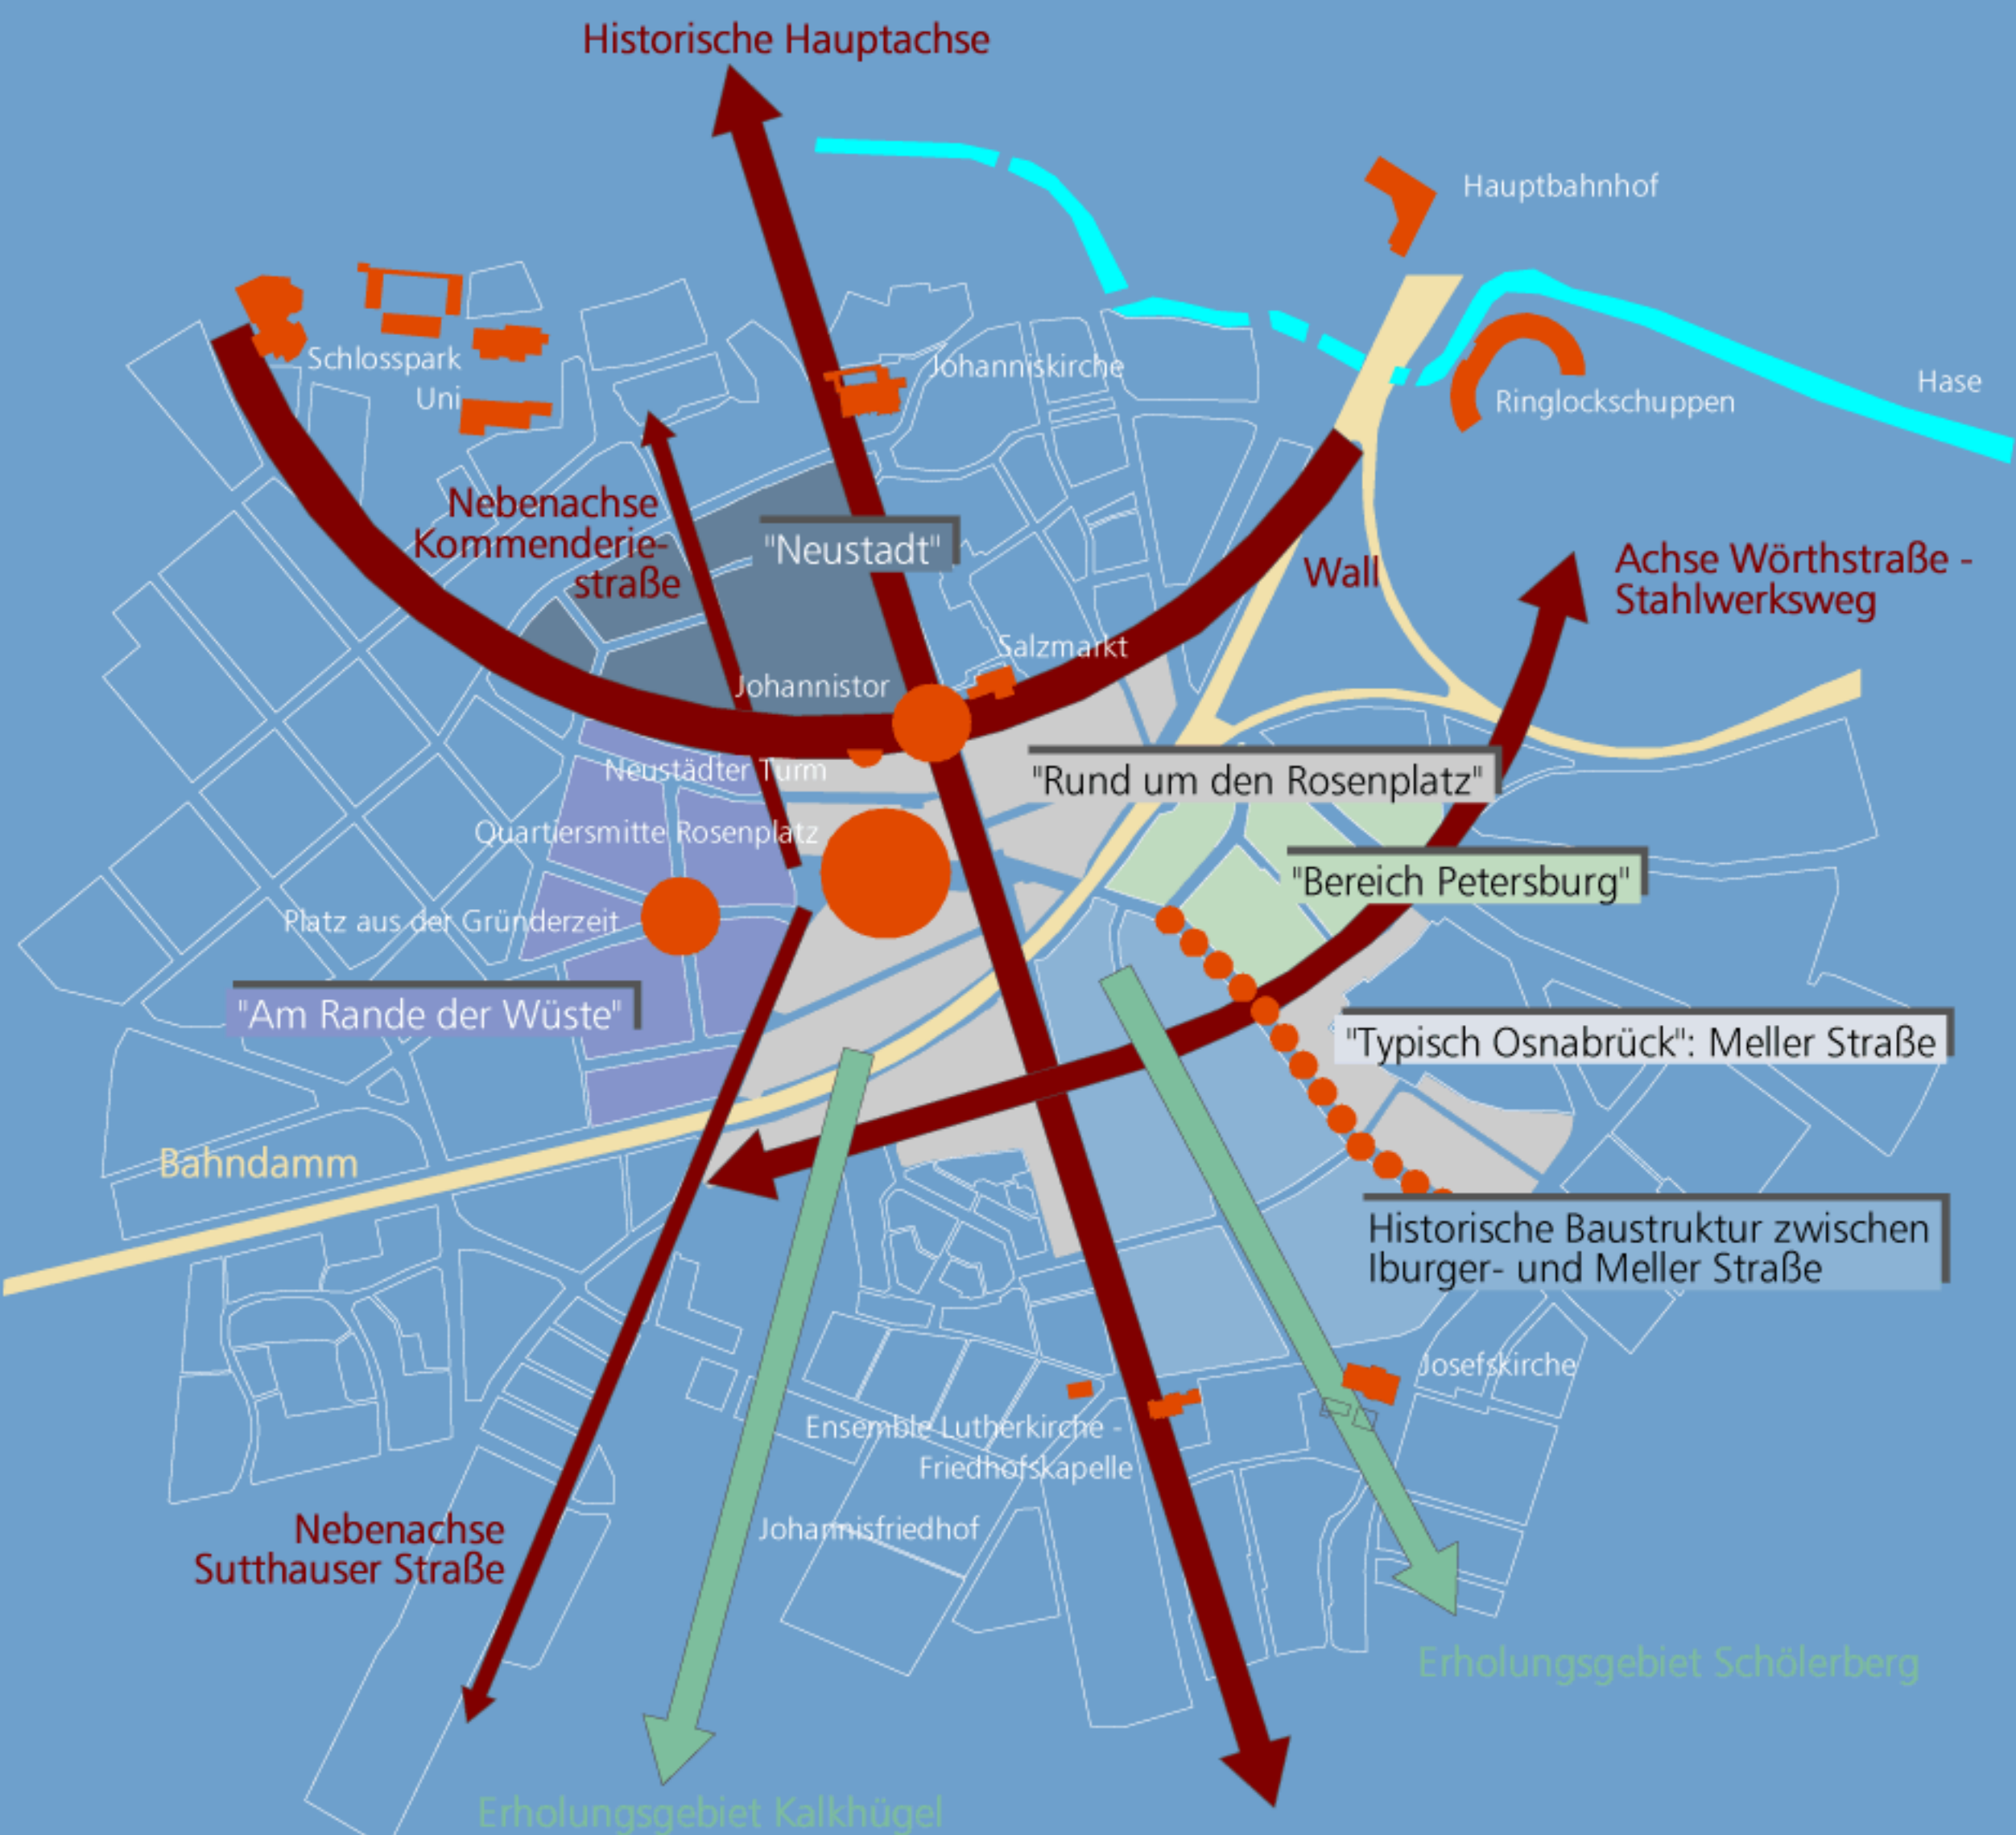 Historische Hauptachse
Hauptbahnhof
Schlosspark
Uni
Johanniskirche
Ringlockschuppen
Hase
Nebenachse
Kommenderie-
straße
"Neustadt"
Wall
Achse Wörthstraße -
Stahlwerksweg
Salzmarkt
Johannistor
Neustädter Turm
"Rund um den Rosenplatz"
Quartiersmitte Rosenplatz
"Bereich Petersburg"
Platz aus der Gründerzeit
"Am Rande der Wüste"
"Typisch Osnabrück": Meller Straße
Bahndamm
Historische Baustruktur zwischen
Iburger- und Meller Straße
Josefskirche
Ensemble Lutherkirche -
Friedhofskapelle
Johannisfriedhof
Nebenachse
Sutthauser Straße
Erholungsgebiet Schölerberg
Erholungsgebiet Kalkhügel